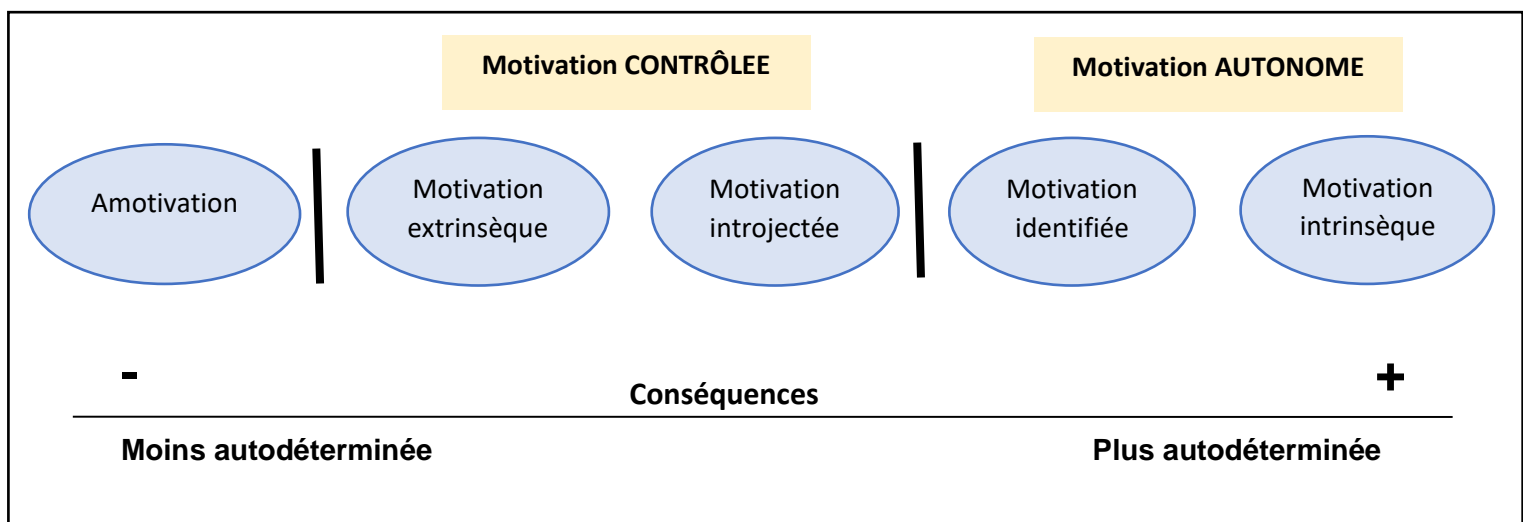 Motivation CONTRÔLEE
Motivation AUTONOME
Amotivation
Motivation
extrinsèque
Motivation
introjectée
Motivation
identifiée
Motivation
intrinsèque
-
+
Conséquences
Moins autodéterminée
Plus autodéterminée